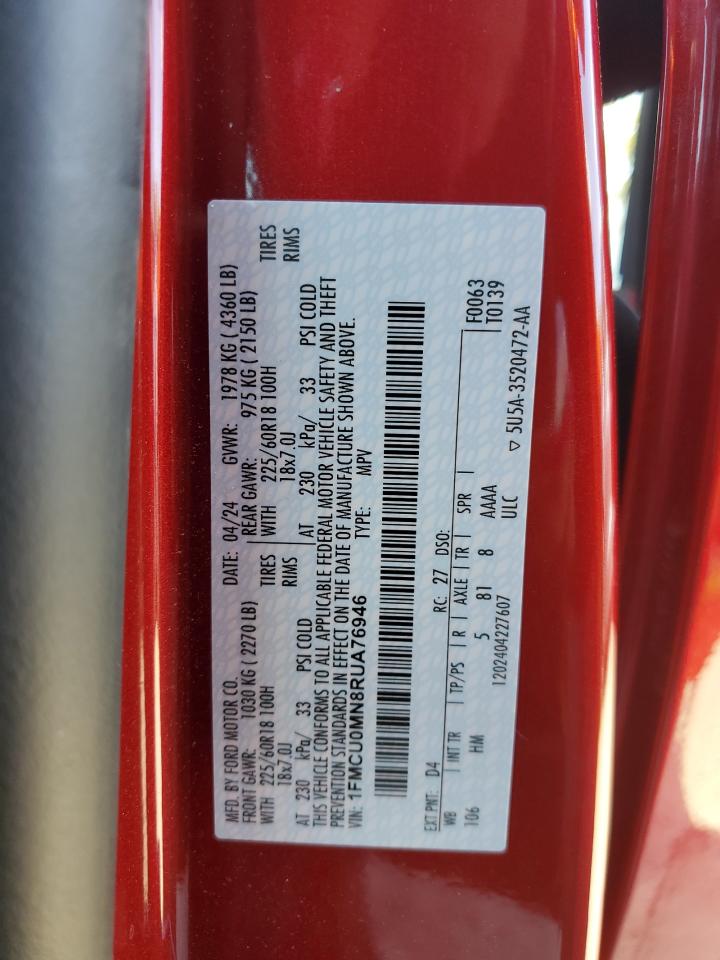 MFD. BY FORD MOTOR CO. DATE: 04/24 GVWR: 1978 KG ( 4360 LB)
FRONT GAWR: 1030 KG ( 2270 LB) REAR GAWR: 975 KG ( 2150 LB)
WITH 225/60R18 100H TIRES WITH 225/60R18 100H TIRES
18x7.0J RIMS 18x7.0J RIMS
AT 230 kPa/ 33 PSI COLD AT 230 kPa/ 33 PSI COLD
THIS VEHICLE CONFORMS TO ALL APPLICABLE FEDERAL MOTOR VEHICLE SAFETY AND THEFT
PREVENTION STANDARDS IN EFFECT ON THE DATE OF MANUFACTURE SHOWN ABOVE.
VIN: 1FMCU0MN8RUA76946 TYPE: MPV
EXT PNT: D4 RC: 27 DSO: F0063
WB INT TR TP/PS R AXLE TR SPR T0139
106 HM 5 81 8 AAAA
1202404227607 ULC ▽ 5U5A-3520472-AA